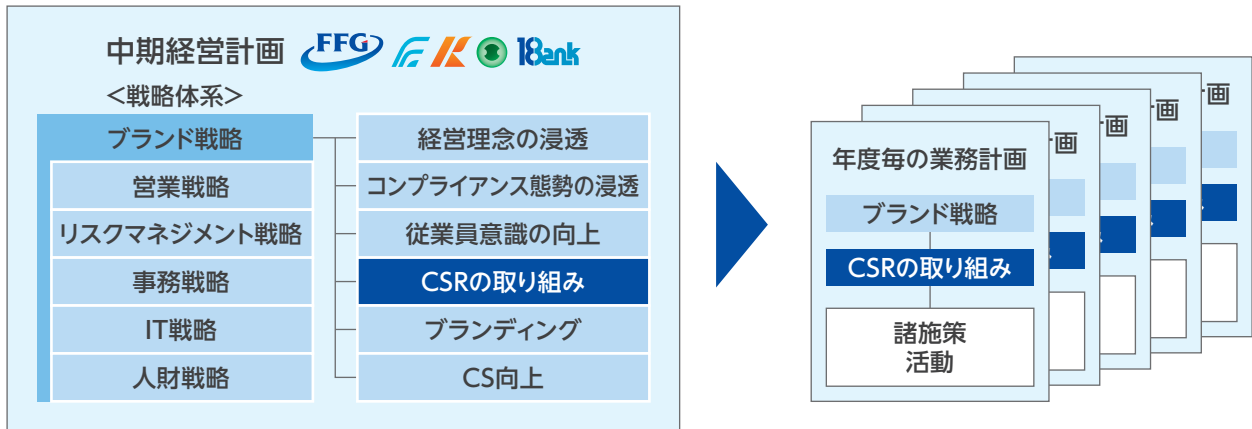 中期経営計画 FFG 18ank
<戦略体系>
ブランド戦略
営業戦略
リスクマネジメント戦略
事務戦略
IT戦略
人財戦略
経営理念の浸透
コンプライアンス態勢の浸透
従業員意識の向上
CSRの取り組み
ブランディング
CS向上
年度毎の業務計画
ブランド戦略
CSRの取り組み
諸施策
活動
画
画
画
画